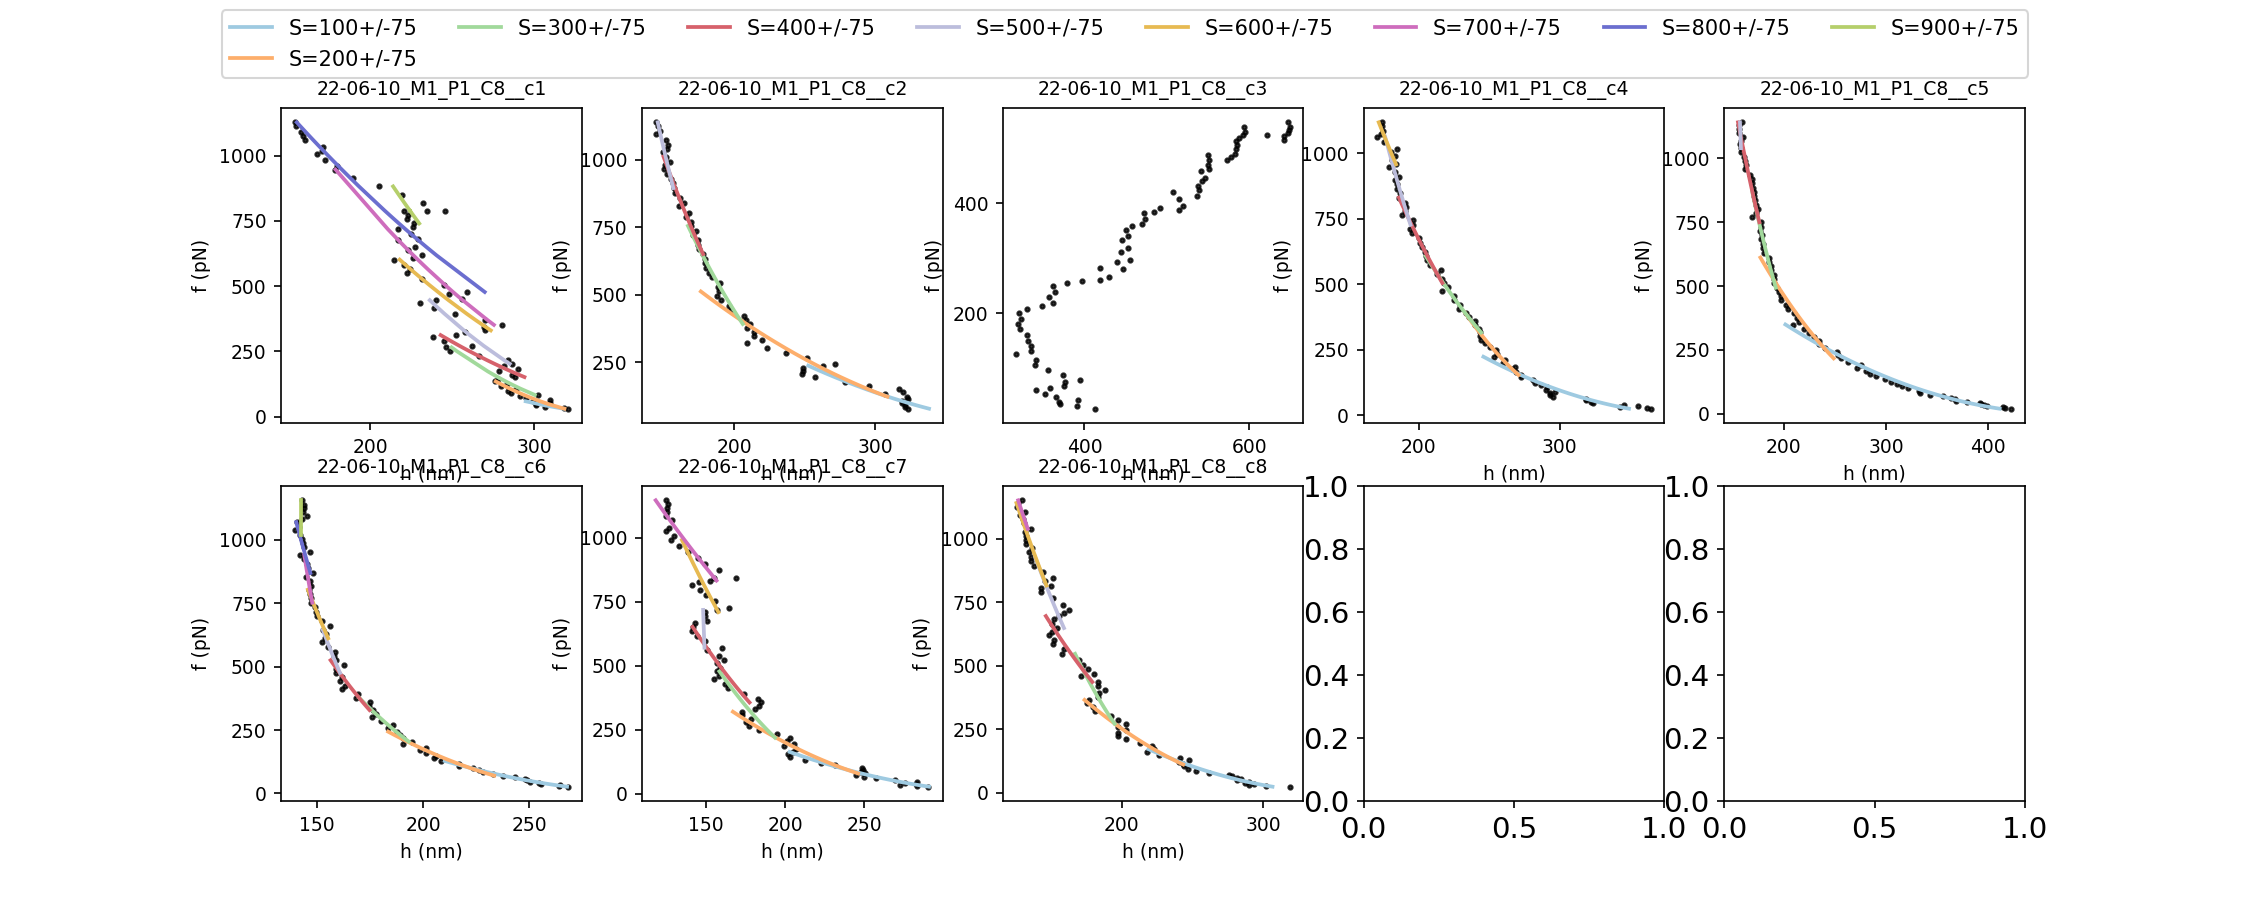 S=100+/-75 S=300+/-75 S=400+/-75 S=500+/-75 S=600+/-75 S=700+/-75 S=800+/-75 S=900+/-75
S=200+/-75
22-06-10_M1_P1_C8__c1
1000
750
500
250
0
200 300
f (pN)
h (nm)
22-06-10_M1_P1_C8__c2
1000
750
500
250
200 300
f (pN)
h (nm)
22-06-10_M1_P1_C8__c3
400
200
400 600
f (pN)
h (nm)
22-06-10_M1_P1_C8__c4
1000
750
500
250
0
200 300
f (pN)
h (nm)
22-06-10_M1_P1_C8__c5
1000
750
500
250
0
200 300 400
f (pN)
h (nm)
22-06-10_M1_P1_C8__c6
1000
750
500
250
0
150 200 250
f (pN)
h (nm)
22-06-10_M1_P1_C8__c7
1000
750
500
250
0
150 200 250
f (pN)
h (nm)
22-06-10_M1_P1_C8__c8
1000
750
500
250
0
200 300
f (pN)
h (nm)
1.0
0.8
0.6
0.4
0.2
0.0
0.0 0.5 1.0
1.0
0.8
0.6
0.4
0.2
0.0
0.0 0.5 1.0